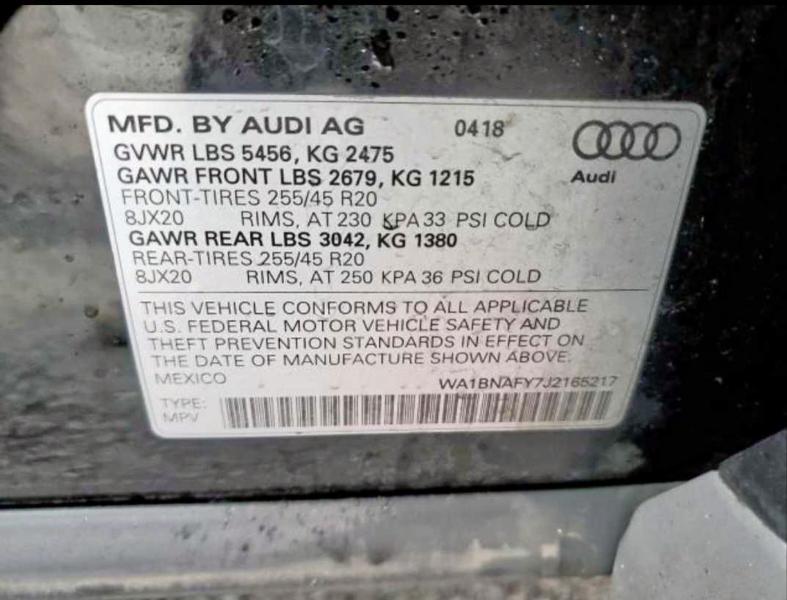 MFD. BY AUDI AG 0418
GVWR LBS 5456, KG 2475
Audi
GAWR FRONT LBS 2679, KG 1215
FRONT-TIRES 255/45 R20
8JX20 RIMS, AT 230 KPA 33 PSI COLD
GAWR REAR LBS 3042, KG 1380
REAR-TIRES 255/45 R20
8JX20 RIMS, AT 250 KPA 36 PSI COLD
THIS VEHICLE CONFORMS TO ALL APPLICABLE
U.S. FEDERAL MOTOR VEHICLE SAFETY AND
THEFT PREVENTION STANDARDS IN EFFECT ON
THE DATE OF MANUFACTURE SHOWN ABOVE.
MEXICO WA1BNAFY7J2165217
TYPE:
MPV